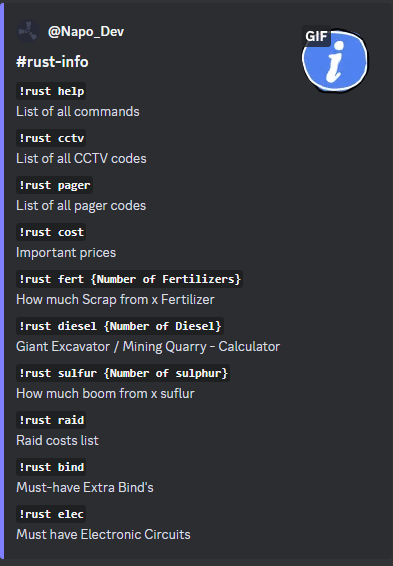 @Napo_Dev
GIF
i
#rust-info
!rust help
List of all commands
!rust cctv
List of all CCTV codes
!rust pager
List of all pager codes
!rust cost
Important prices
!rust fert {Number of Fertilizers}
How much Scrap from x Fertilizer
!rust diesel {Number of Diesel}
Giant Excavator / Mining Quarry - Calculator
!rust sulfur {Number of sulphur}
How much boom from x suflur
!rust raid
Raid costs list
!rust bind
Must-have Extra Bind's
!rust elec
Must have Electronic Circuits